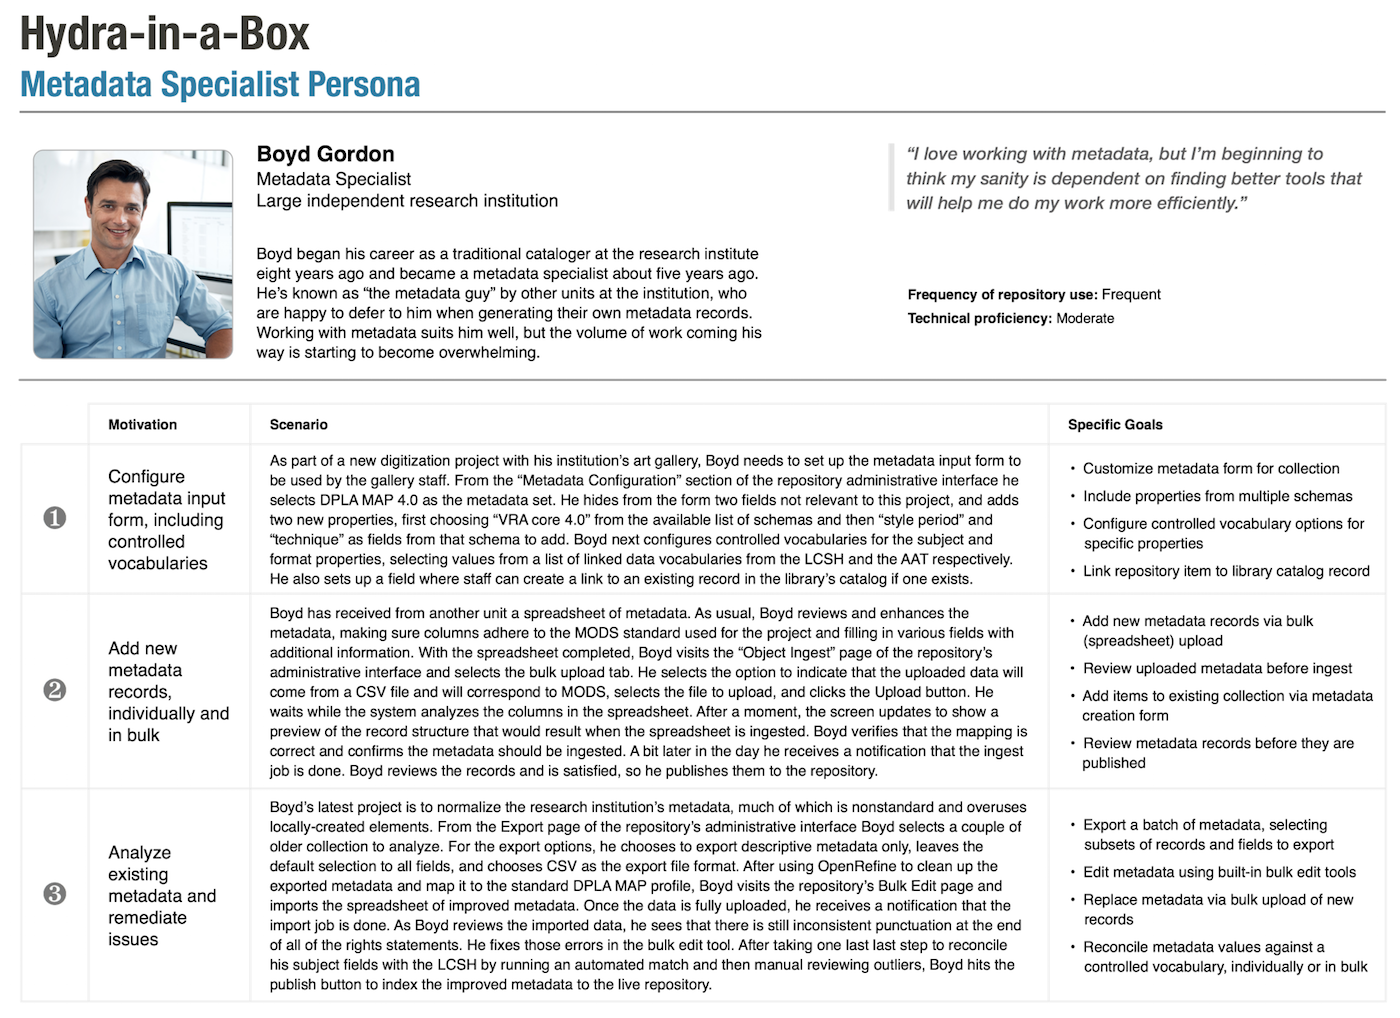 Hydra-in-a-Box
Metadata Specialist Persona
Boyd Gordon
Metadata Specialist
Large independent research institution
Boyd began his career as a traditional cataloger at the research institute
eight years ago and became a metadata specialist about five years ago.
He’s known as “the metadata guy” by other units at the institution, who
are happy to defer to him when generating their own metadata records.
Working with metadata suits him well, but the volume of work coming his
way is starting to become overwhelming.
“I love working with metadata, but I’m beginning to
think my sanity is dependent on finding better tools that
will help me do my work more efficiently.”
Frequency of repository use: Frequent
Technical proficiency: Moderate
Motivation
Scenario
Specific Goals
1
Configure
metadata input
form, including
controlled
vocabularies
As part of a new digitization project with his institution’s art gallery, Boyd needs to set up the metadata input form to
be used by the gallery staff. From the “Metadata Configuration” section of the repository administrative interface he
selects DPLA MAP 4.0 as the metadata set. He hides from the form two fields not relevant to this project, and adds
two new properties, first choosing “VRA core 4.0” from the available list of schemas and then “style period” and
“technique” as fields from that schema to add. Boyd next configures controlled vocabularies for the subject and
format properties, selecting values from a list of linked data vocabularies from the LCSH and the AAT respectively.
He also sets up a field where staff can create a link to an existing record in the library’s catalog if one exists.
• Customize metadata form for collection
• Include properties from multiple schemas
• Configure controlled vocabulary options for
specific properties
• Link repository item to library catalog record
2
Add new
metadata
records,
individually and
in bulk
Boyd has received from another unit a spreadsheet of metadata. As usual, Boyd reviews and enhances the
metadata, making sure columns adhere to the MODS standard used for the project and filling in various fields with
additional information. With the spreadsheet completed, Boyd visits the “Object Ingest” page of the repository’s
administrative interface and selects the bulk upload tab. He selects the option to indicate that the uploaded data will
come from a CSV file and will correspond to MODS, selects the file to upload, and clicks the Upload button. He
waits while the system analyzes the columns in the spreadsheet. After a moment, the screen updates to show a
preview of the record structure that would result when the spreadsheet is ingested. Boyd verifies that the mapping is
correct and confirms the metadata should be ingested. A bit later in the day he receives a notification that the ingest
job is done. Boyd reviews the records and is satisfied, so he publishes them to the repository.
• Add new metadata records via bulk
(spreadsheet) upload
• Review uploaded metadata before ingest
• Add items to existing collection via metadata
creation form
• Review metadata records before they are
published
3
Analyze
existing
metadata and
remediate
issues
Boyd’s latest project is to normalize the research institution’s metadata, much of which is nonstandard and overuses
locally-created elements. From the Export page of the repository’s administrative interface Boyd selects a couple of
older collection to analyze. For the export options, he chooses to export descriptive metadata only, leaves the
default selection to all fields, and chooses CSV as the export file format. After using OpenRefine to clean up the
exported metadata and map it to the standard DPLA MAP profile, Boyd visits the repository’s Bulk Edit page and
imports the spreadsheet of improved metadata. Once the data is fully uploaded, he receives a notification that the
import job is done. As Boyd reviews the imported data, he sees that there is still inconsistent punctuation at the end
of all of the rights statements. He fixes those errors in the bulk edit tool. After taking one last last step to reconcile
his subject fields with the LCSH by running an automated match and then manual reviewing outliers, Boyd hits the
publish button to index the improved metadata to the live repository.
• Export a batch of metadata, selecting
subsets of records and fields to export
• Edit metadata using built-in bulk edit tools
• Replace metadata via bulk upload of new
records
• Reconcile metadata values against a
controlled vocabulary, individually or in bulk